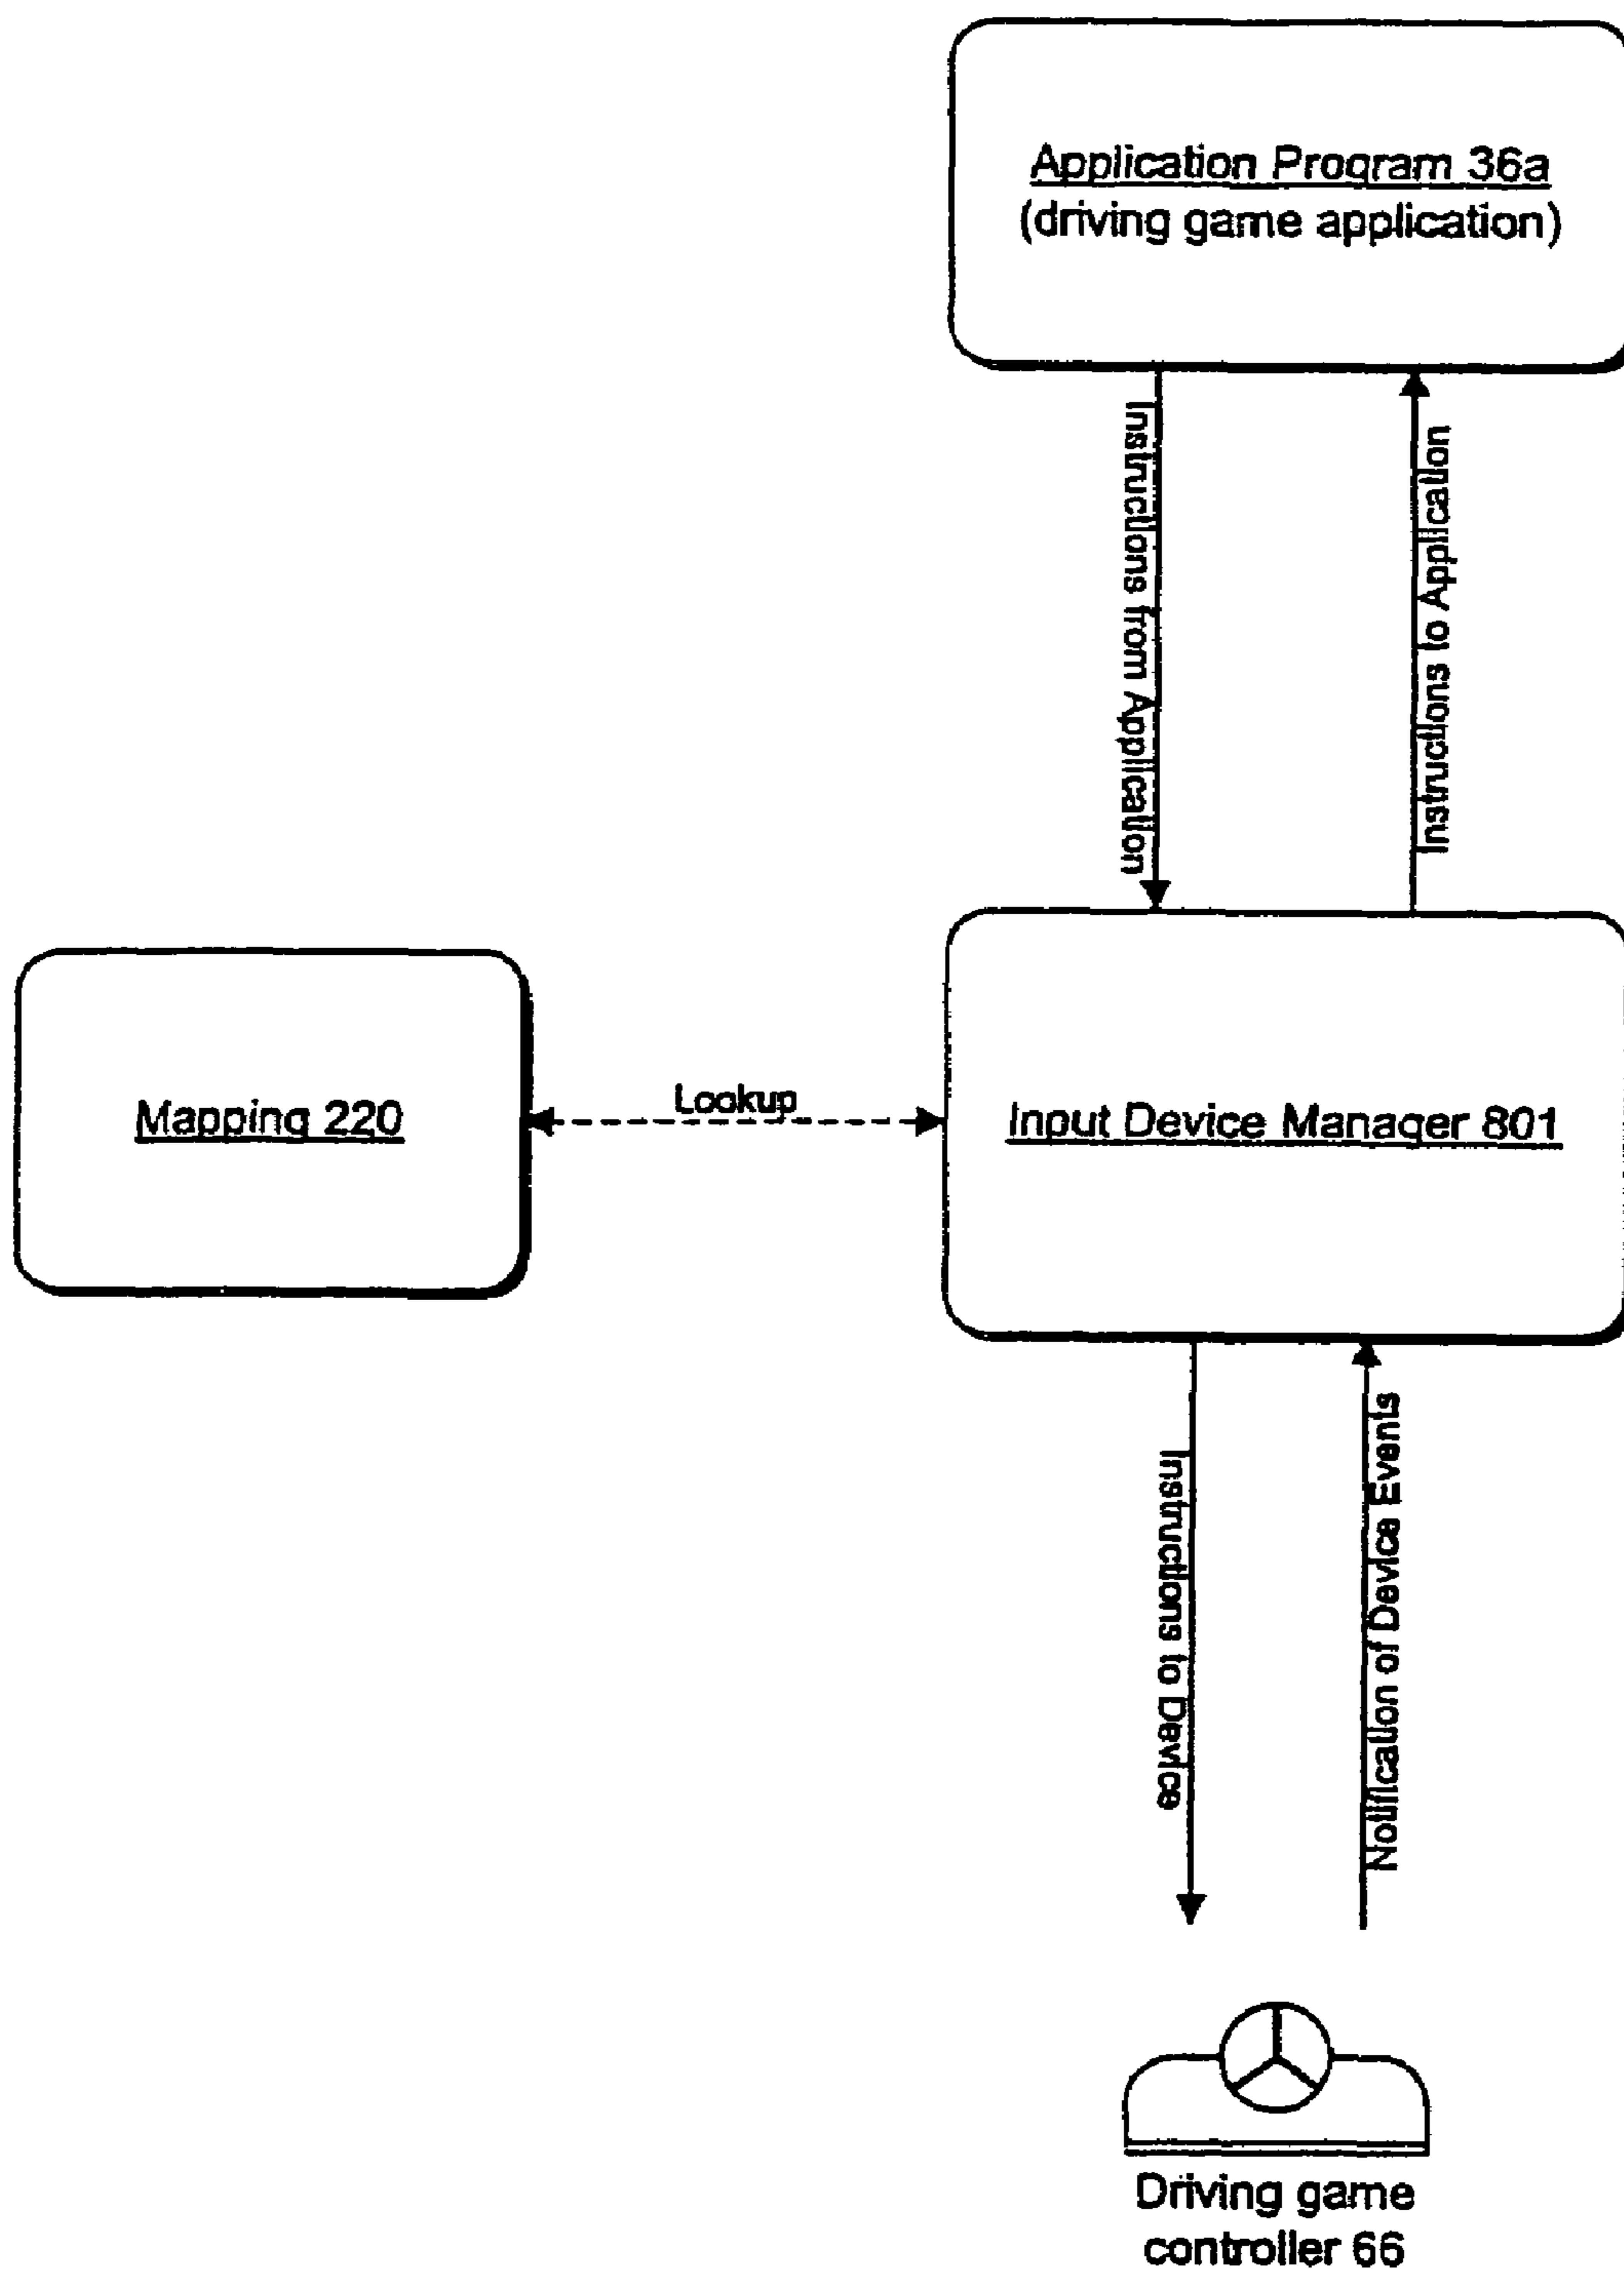 Application Program 36a
(driving game application)
Instructions from Application
Instructions to Application
Mapping 220
Lookup
Input Device Manager 801
Instructions to Device
Notification of Device Events
Driving game
controller 66